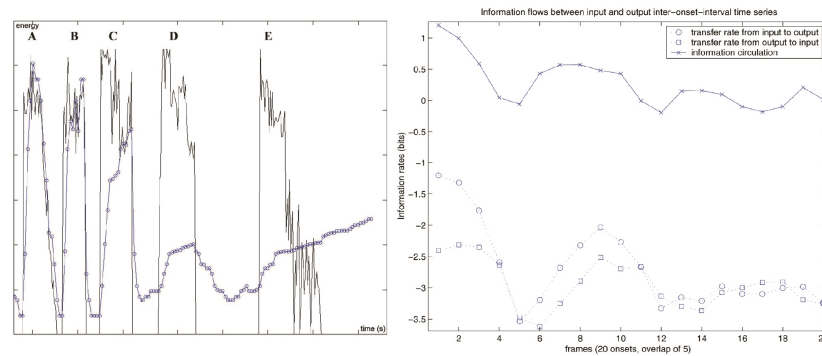 energy
A B C D E
time (s)
Information flows between input and output inter-onset-interval time series
transfer rate from input to output
transfer rate from output to input
information circulation
Information rates (bits)
1
0.5
0
-0.5
-1
-1.5
-2
-2.5
-3
-3.5
2 4 6 8 10 12 14 16 18
frames (20 onsets, overlap of 5)